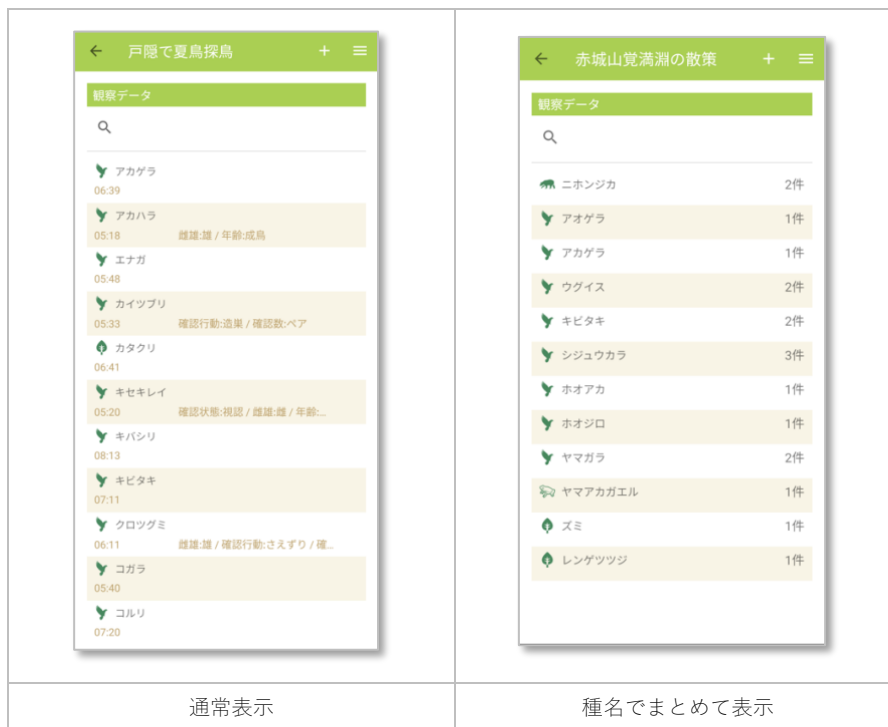 戸隠で夏鳥探鳥
観察データ
アカゲラ
06:39
アカハラ
05:18 雌雄:雄 / 年齢:成鳥
エナガ
05:48
カイツブリ
05:33 確認行動:造巣 / 確認数:ペア
カタクリ
06:41
キセキレイ
05:20 確認状態:視認 / 雌雄:雌 / 年齢:...
キバシリ
08:13
キビタキ
07:11
クロツグミ
06:11 雌雄:雄 / 確認行動:さえずり / 確...
コガラ
05:40
コルリ
07:20
通常表示
赤城山覚満淵の散策
観察データ
ニホンジカ 2件
アオゲラ 1件
アカゲラ 1件
ウグイス 2件
キビタキ 2件
シジュウカラ 3件
ホオアカ 1件
ホオジロ 1件
ヤマガラ 2件
ヤマアカガエル 1件
ズミ 1件
レンゲツツジ 1件
種名でまとめて表示